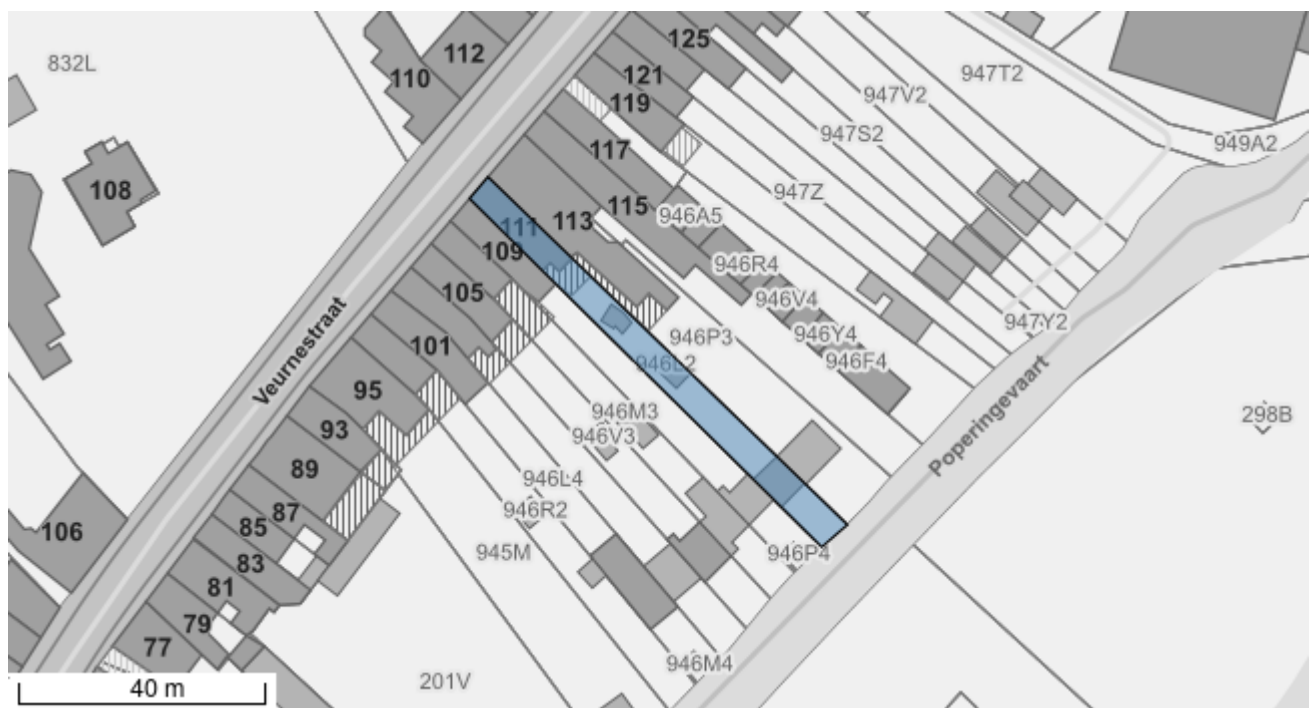 125
112
832L
110
121
947T2
947V2
119
947S2
949A2
117
108
947Z
115
946A5
111
113
109
946R4
105
946V4
947Y2
Veurnestraat
946Y4
946P3
101
946F4
946L2
Poperingevaart
95
946M3
298B
93
946V3
89
946L4
87
946R2
85
106
945M
946P4
83
81
79
77
946M4
201V
40 m